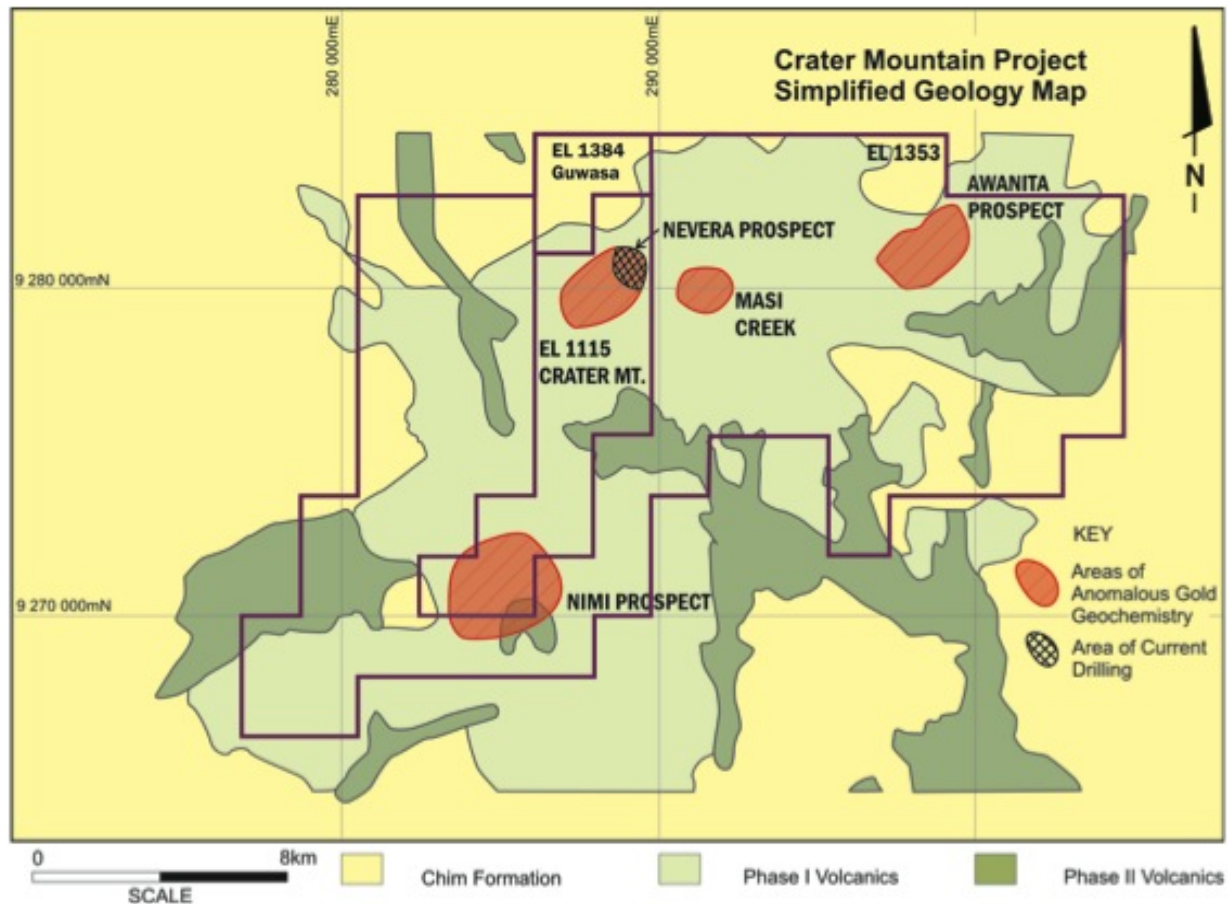 280 000mE
290 000mE
Crater Mountain Project
Simplified Geology Map
N
EL 1384
Guwasa
EL 1353
AWANITA
PROSPECT
NEVERA PROSPECT
9 280 000mN
MASI
CREEK
EL 1115
CRATER MT.
KEY
Areas of
Anomalous Gold
Geochemistry
9 270 000mN
NIMI PROSPECT
Area of Current
Drilling
0 8km
SCALE
Chim Formation
Phase I Volcanics
Phase II Volcanics